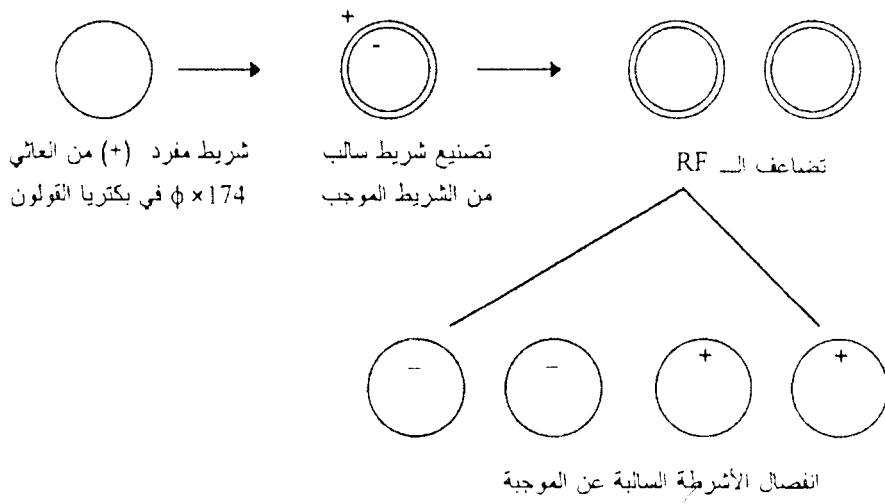 +
-
شريط مفرد (+) من العاثي
φ×174 في بكتريا القولون
تصنيع شريط سالب
من الشريط الموجب
تضاعف الـ RF
- - + +
انفصال الأشرطة السالبة عن الموجبة